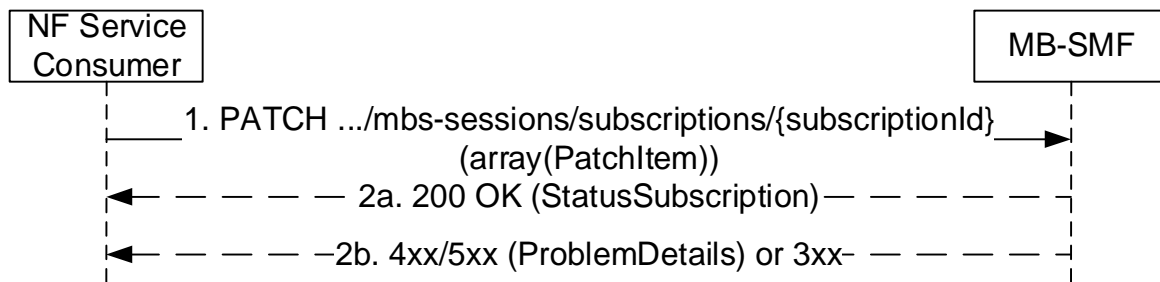 NF Service
Consumer
MB-SMF
1. PATCH .../mbs-sessions/subscriptions/{subscriptionId}
(array(PatchItem))
2a. 200 OK (StatusSubscription)
2b. 4xx/5xx (ProblemDetails) or 3xx